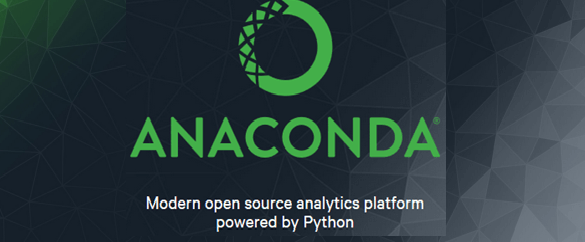 ANACONDA®
Modern open source analytics platform
powered by Python